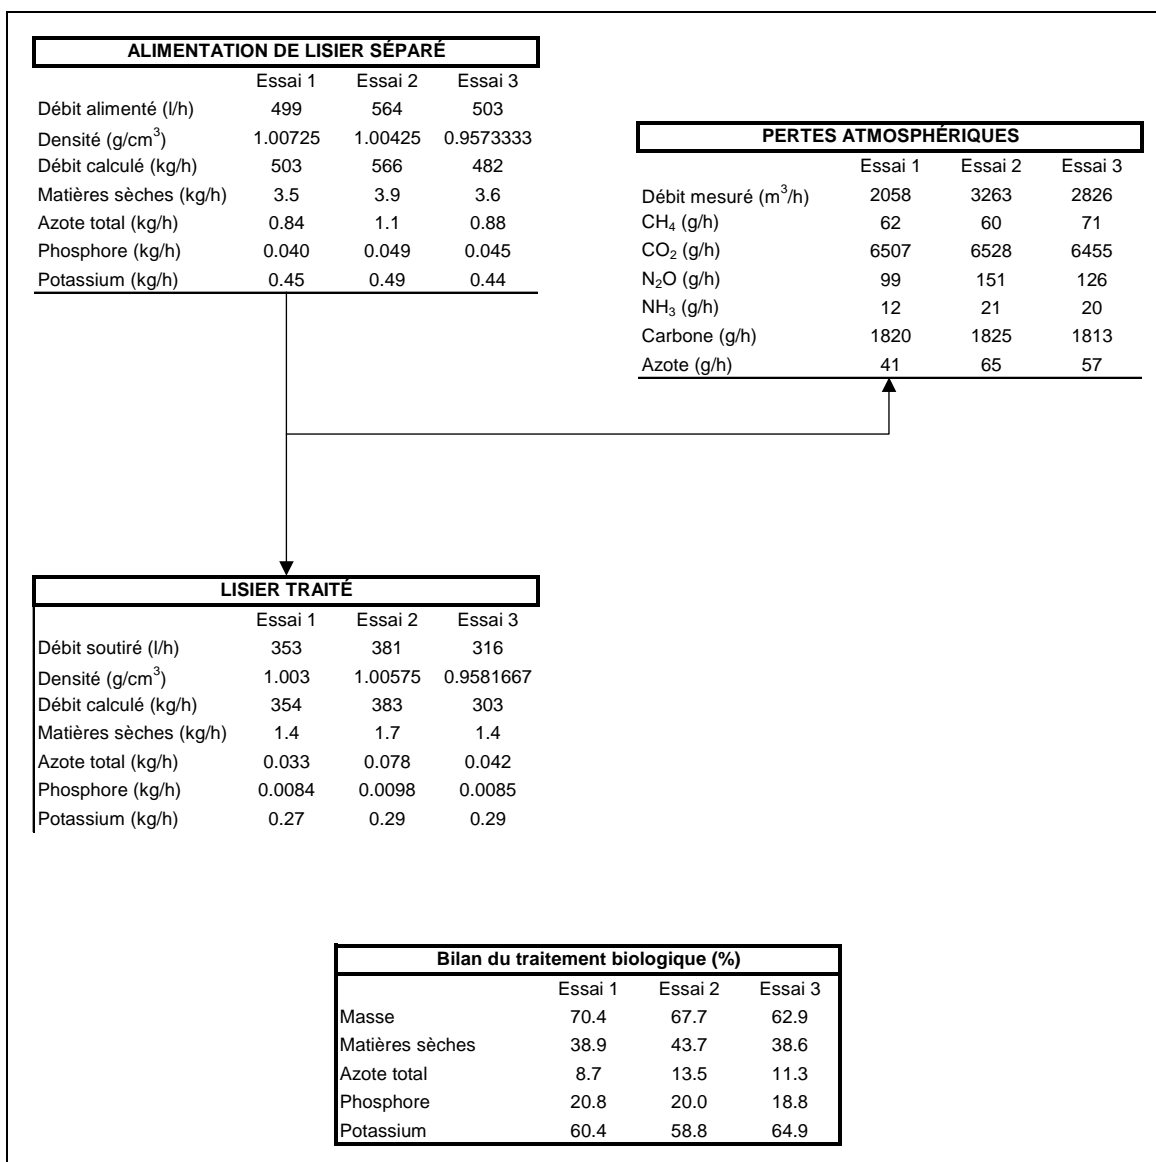 ALIMENTATION DE LISIER SÉPARÉ
Essai 1 Essai 2 Essai 3
Débit alimenté (l/h) 499 564 503
Densité (g/cm³) 1.00725 1.00425 0.9573333
Débit calculé (kg/h) 503 566 482
Matières sèches (kg/h) 3.5 3.9 3.6
Azote total (kg/h) 0.84 1.1 0.88
Phosphore (kg/h) 0.040 0.049 0.045
Potassium (kg/h) 0.45 0.49 0.44
PERTES ATMOSPHÉRIQUES
Essai 1 Essai 2 Essai 3
Débit mesuré (m³/h) 2058 3263 2826
CH₄ (g/h) 62 60 71
CO₂ (g/h) 6507 6528 6455
N₂O (g/h) 99 151 126
NH₃ (g/h) 12 21 20
Carbone (g/h) 1820 1825 1813
Azote (g/h) 41 65 57
LISIER TRAITÉ
Essai 1 Essai 2 Essai 3
Débit soutiré (l/h) 353 381 316
Densité (g/cm³) 1.003 1.00575 0.9581667
Débit calculé (kg/h) 354 383 303
Matières sèches (kg/h) 1.4 1.7 1.4
Azote total (kg/h) 0.033 0.078 0.042
Phosphore (kg/h) 0.0084 0.0098 0.0085
Potassium (kg/h) 0.27 0.29 0.29
Bilan du traitement biologique (%)
Essai 1 Essai 2 Essai 3
Masse 70.4 67.7 62.9
Matières sèches 38.9 43.7 38.6
Azote total 8.7 13.5 11.3
Phosphore 20.8 20.0 18.8
Potassium 60.4 58.8 64.9